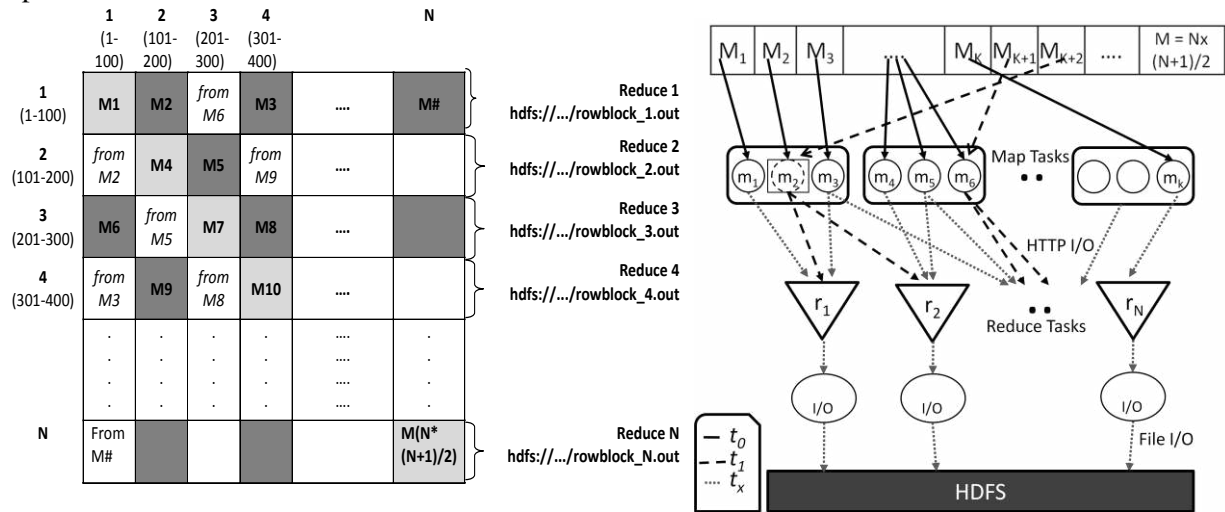 1 2 3 4 N
(1- (101- (201- (301-
100) 200) 300) 400)
1
(1-100)
M1 M2 from M3 .... M#
M6
Reduce 1
hdfs://.../rowblock_1.out
2
(101-200)
from M4 M5 from ....
M2 M9
Reduce 2
hdfs://.../rowblock_2.out
3
(201-300)
M6 from M7 M8 ....
M5
Reduce 3
hdfs://.../rowblock_3.out
4
(301-400)
from M9 from M10 ....
M3 M8
Reduce 4
hdfs://.../rowblock_4.out
. . . . .... .
. . . . .... .
. . . . .... .
. . . . .... .
N
From
M#
M(N*
(N+1)/2)
Reduce N
hdfs://.../rowblock_N.out
M1 M2 M3 .... MK MK+1 MK+2 .... M = Nx
(N+1)/2
m1 m2 m3 m4 m5 m6 Map Tasks mk
HTTP I/O
r1 r2 Reduce Tasks rN
I/O I/O I/O
File I/O
t0
t1
tx
HDFS